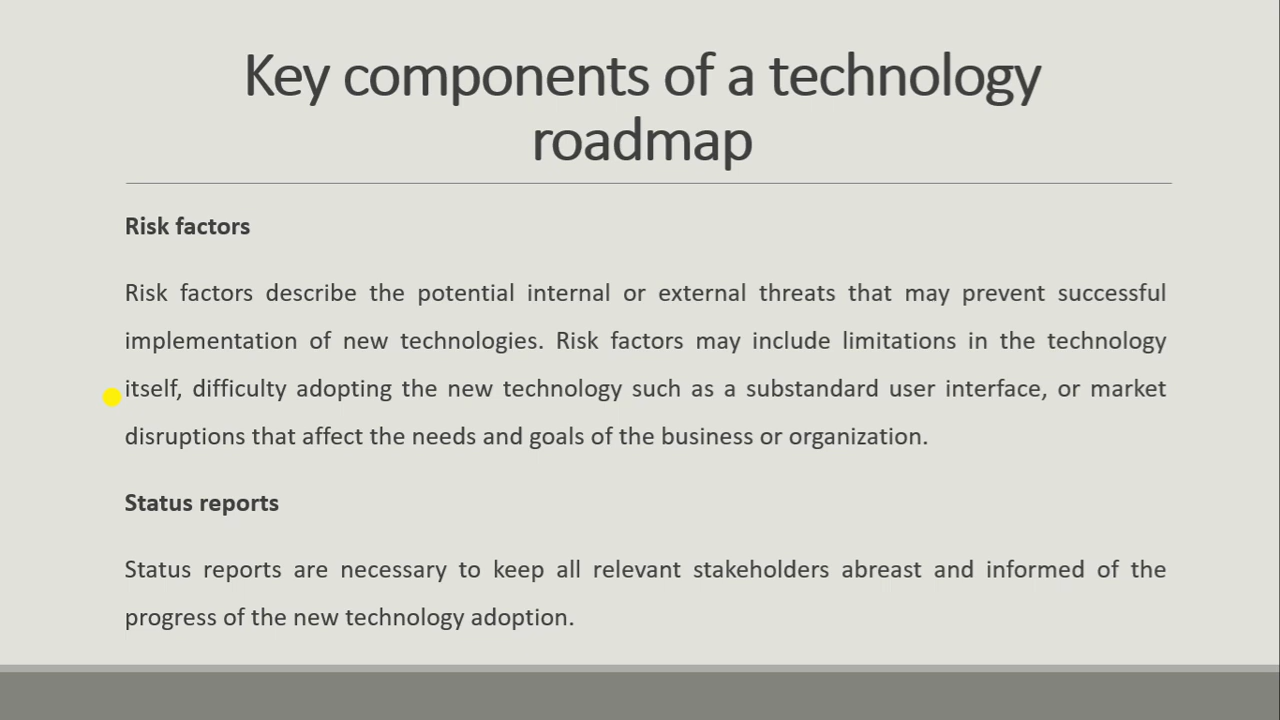 Key components of a technology
roadmap
Risk factors
Risk factors describe the potential internal or external threats that may prevent successful
implementation of new technologies. Risk factors may include limitations in the technology
itself, difficulty adopting the new technology such as a substandard user interface, or market
disruptions that affect the needs and goals of the business or organization.
Status reports
Status reports are necessary to keep all relevant stakeholders abreast and informed of the
progress of the new technology adoption.